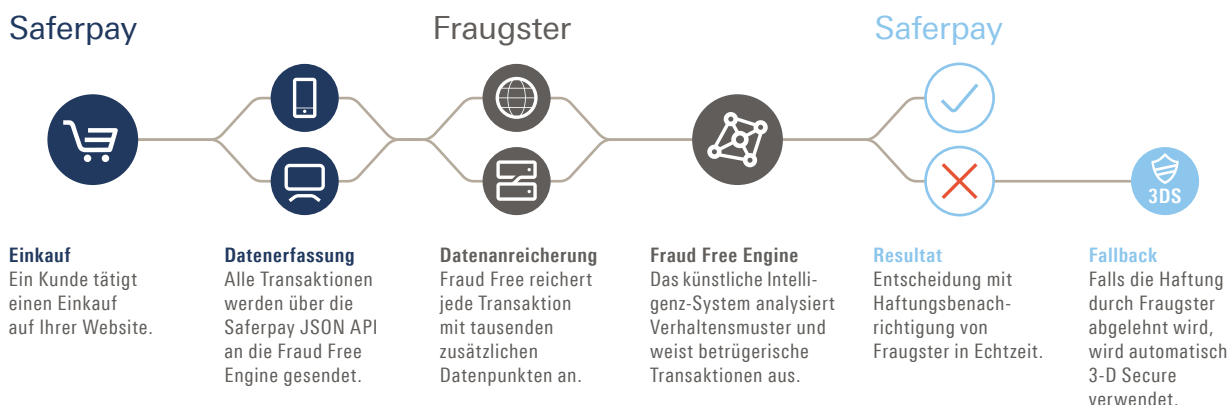 Saferpay
Fraugster
Saferpay
3DS
Einkauf
Ein Kunde tätigt
einen Einkauf
auf Ihrer Website.
Datenerfassung
Alle Transaktionen
werden über die
Saferpay JSON API
an die Fraud Free
Engine gesendet.
Datenanreicherung
Fraud Free reichert
jede Transaktion
mit tausenden
zusätzlichen
Datenpunkten an.
Fraud Free Engine
Das künstliche Intelli-
genz-System analysiert
Verhaltensmuster und
weist betrügerische
Transaktionen aus.
Resultat
Entscheidung mit
Haftungsbenach-
richtigung von
Fraugster in Echtzeit.
Fallback
Falls die Haftung
durch Fraugster
abgelehnt wird,
wird automatisch
3-D Secure
verwendet.